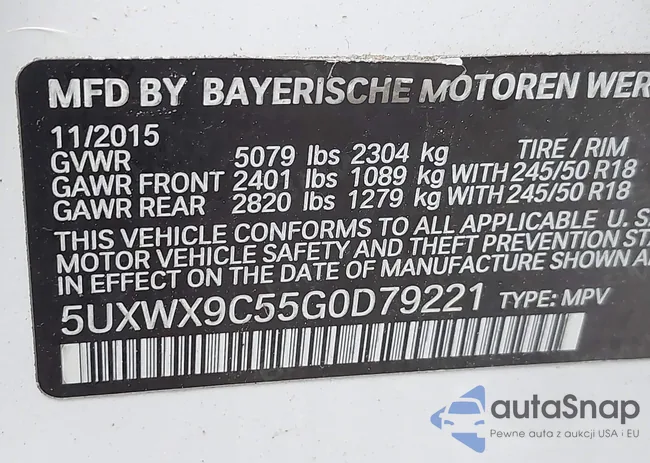 MFD BY BAYERISCHE MOTOREN WER
11/2015
GVWR 5079 lbs 2304 kg TIRE / RIM
GAWR FRONT 2401 lbs 1089 kg WITH 245/50 R18
GAWR REAR 2820 lbs 1279 kg WITH 245/50 R18
THIS VEHICLE CONFORMS TO ALL APPLICABLE U. S.
MOTOR VEHICLE SAFETY AND THEFT PREVENTION STA
IN EFFECT ON THE DATE OF MANUFACTURE SHOWN A
5UXWX9C55G0D79221 TYPE: MPV
autaSnap
Pewne auta z aukcji USA i EU